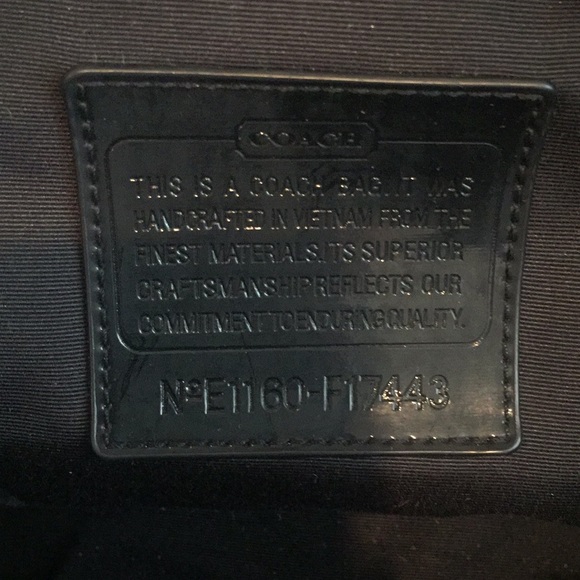 COACH
THIS IS A COACH BAG. IT WAS
HANDCRAFTED IN VIETNAM FROM THE
FINEST MATERIALS. ITS SUPERIOR
CRAFTSMANSHIP REFLECTS OUR
COMMITMENT TO ENDURING QUALITY.
Nº E1160-F17443